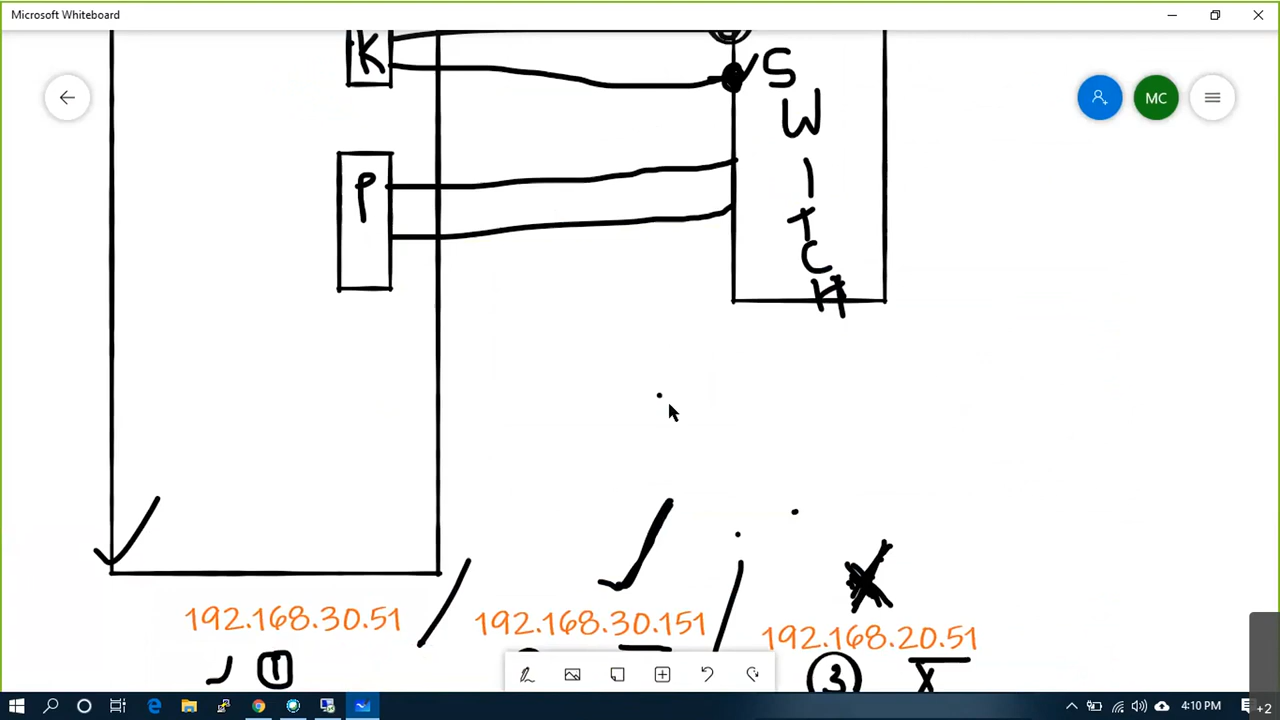 Microsoft Whiteboard
MC
K
S
W
I
T
C
H
P
192.168.30.51
192.168.30.151
192.168.20.51
1
3
X
4:10 PM
+2